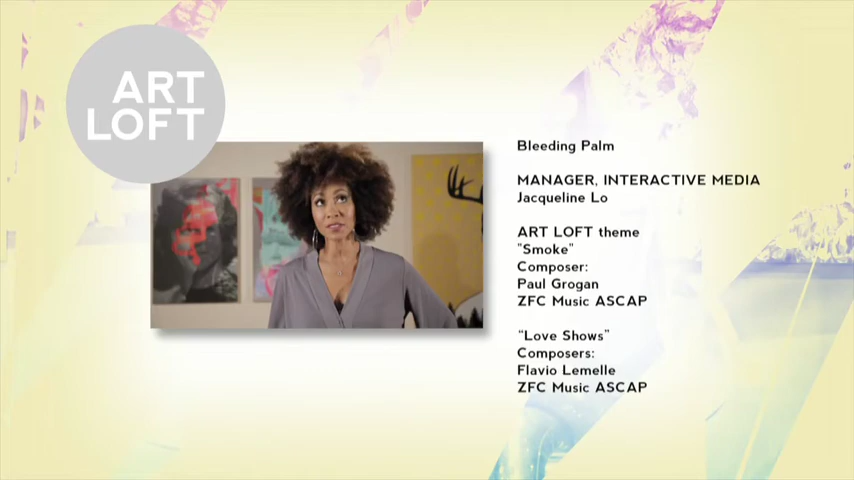 ART
LOFT
Bleeding Palm
MANAGER, INTERACTIVE MEDIA
Jacqueline Lo
ART LOFT theme
"Smoke"
Composer:
Paul Grogan
ZFC Music ASCAP
“Love Shows”
Composers:
Flavio Lemelle
ZFC Music ASCAP